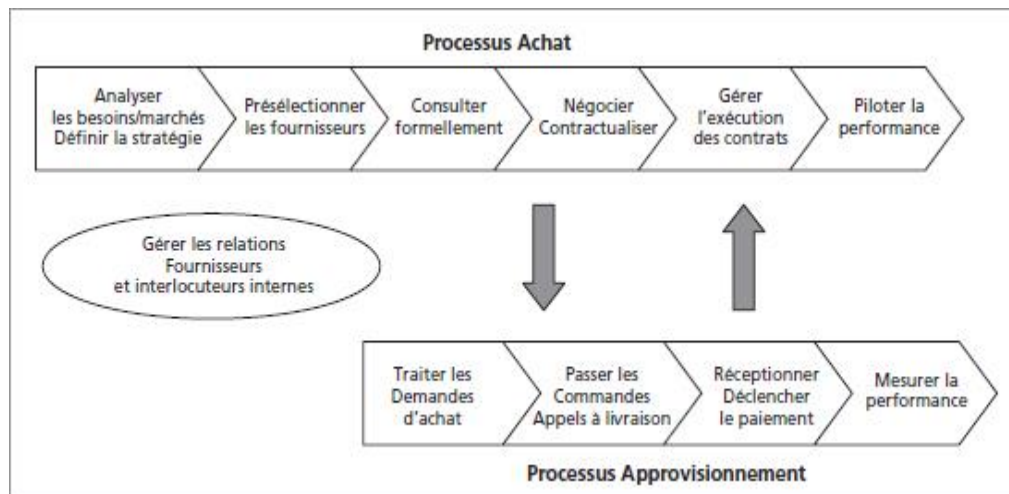 Processus Achat
Analyser
les besoins/marchés
Définir la stratégie
Présélectionner
les fournisseurs
Consulter
formellement
Négocier
Contractualiser
Gérer
l'exécution
des contrats
Piloter la
performance
Gérer les relations
Fournisseurs
et interlocuteurs internes
Traiter les
Demandes
d'achat
Passer les
Commandes
Appels à livraison
Réceptionner
Déclencher
le paiement
Mesurer la
performance
Processus Approvisionnement